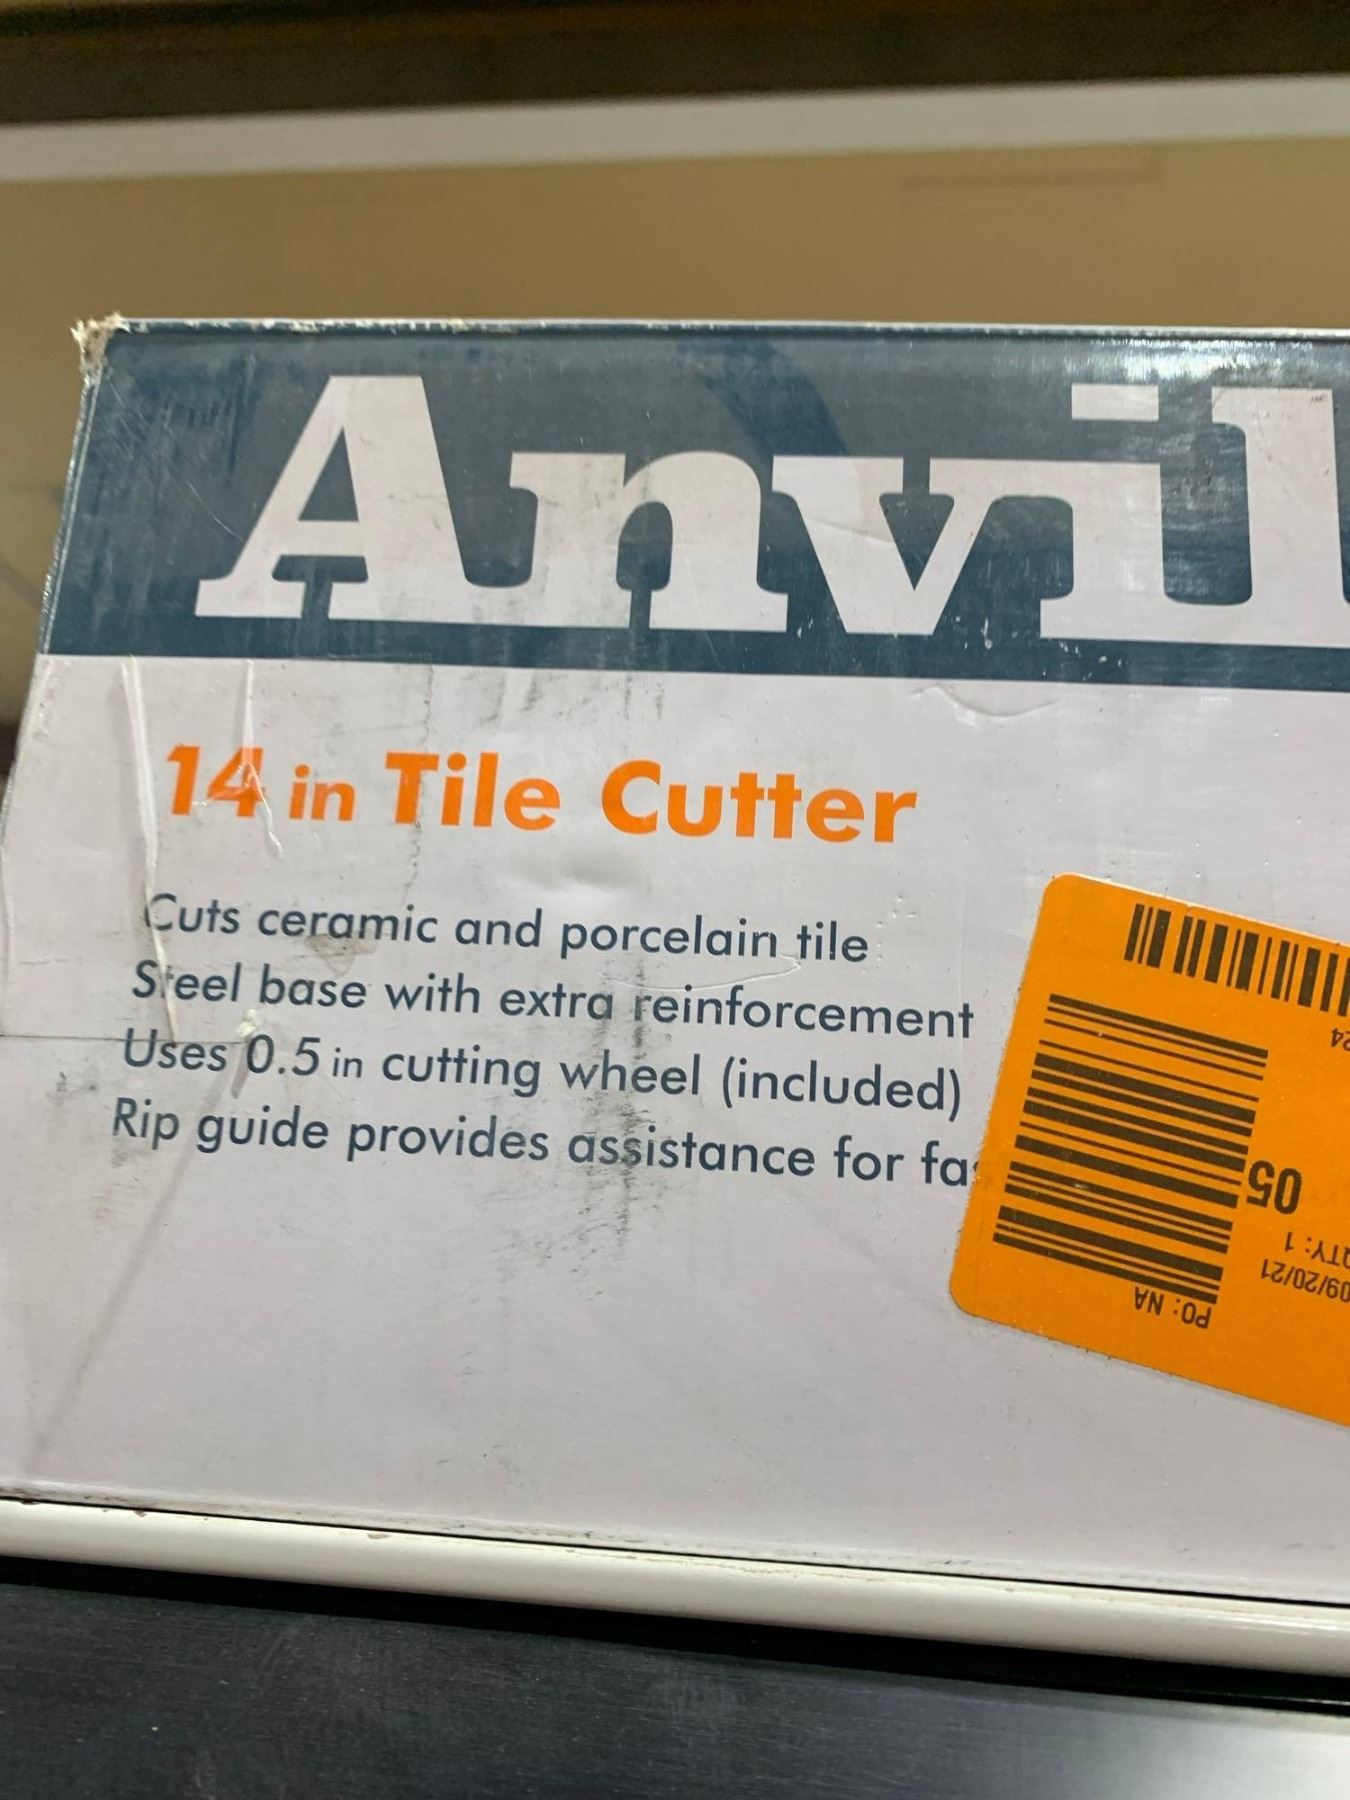 Anvil
14 in Tile Cutter
Cuts ceramic and porcelain tile
Steel base with extra reinforcement
Uses 0.5 in cutting wheel (included)
Rip guide provides assistance for
24
05
QTY: 1
09/20/21
PO: NA